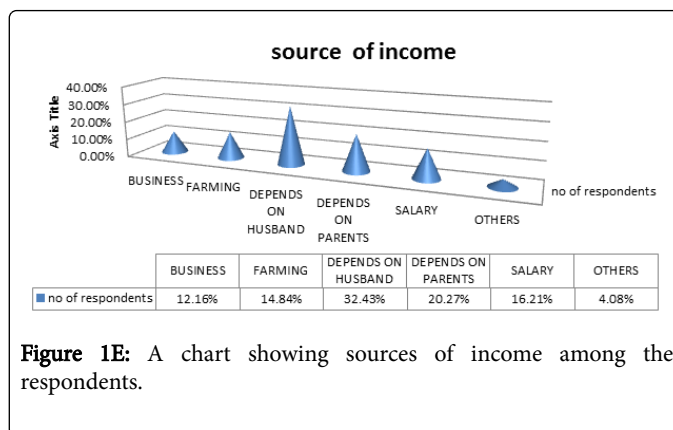 source of income
40.00%
30.00%
20.00%
10.00%
0.00%
Axis Title
BUSINESS
FARMING
DEPENDS
ON
HUSBAND
DEPENDS
ON
PARENTS
SALARY
OTHERS
no of respondents
BUSINESS FARMING DEPENDS ON HUSBAND DEPENDS ON PARENTS SALARY OTHERS
no of respondents 12.16% 14.84% 32.43% 20.27% 16.21% 4.08%
Figure 1E: A chart showing sources of income among the
respondents.